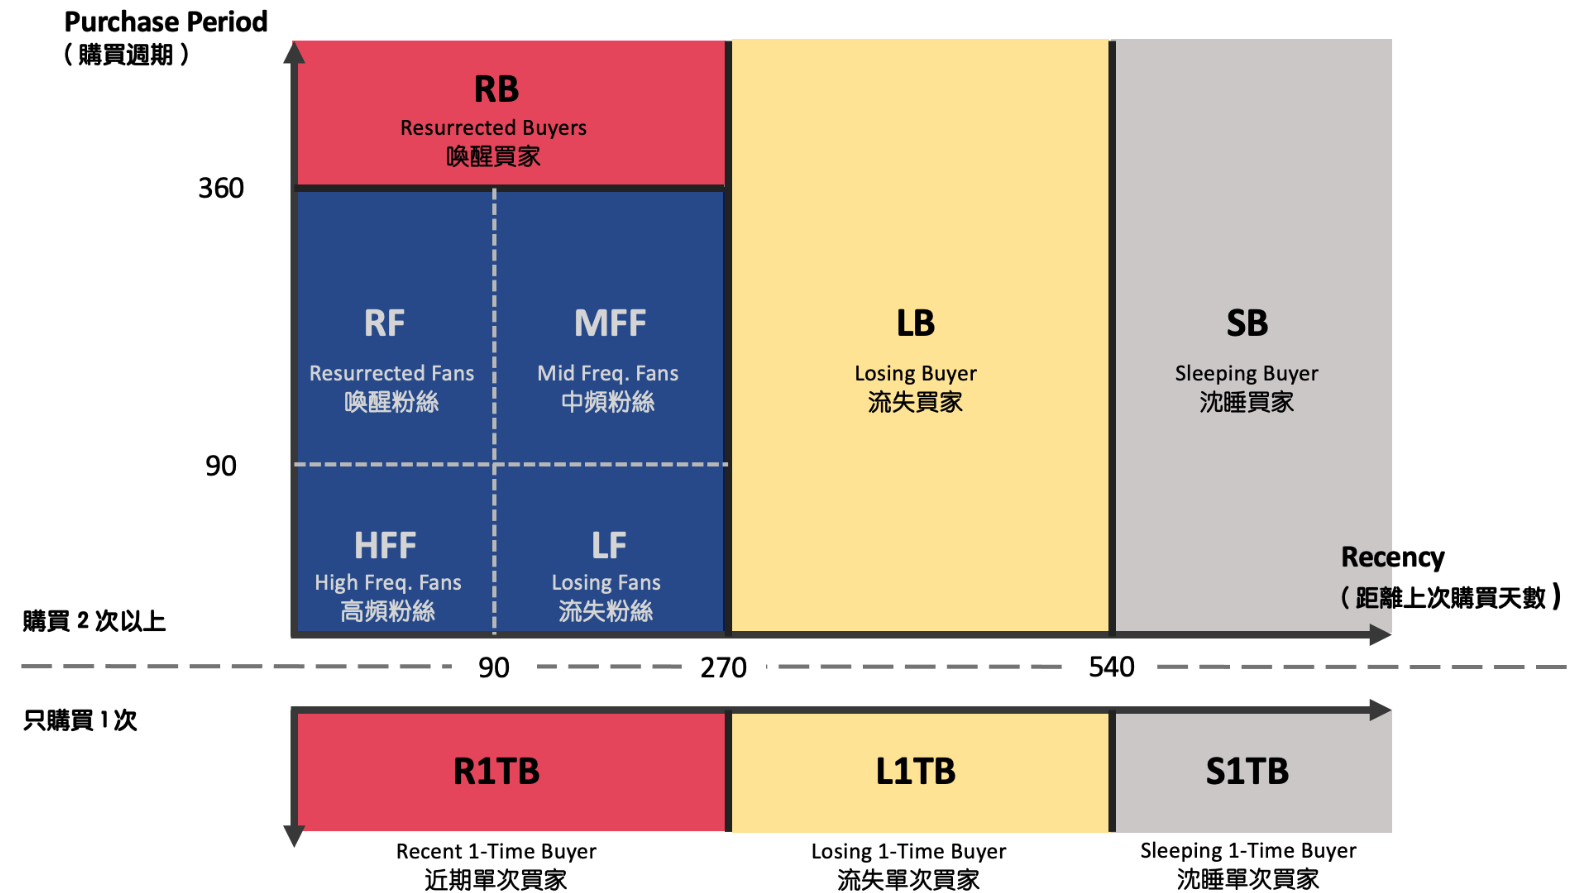 Purchase Period
( 購買週期 )
RB
Resurrected Buyers
喚醒買家
360
RF
Resurrected Fans
喚醒粉絲
MFF
Mid Freq. Fans
中頻粉絲
LB
Losing Buyer
流失買家
SB
Sleeping Buyer
沈睡買家
90
HFF
High Freq. Fans
高頻粉絲
LF
Losing Fans
流失粉絲
Recency
( 距離上次購買天數 )
購買 2 次以上
90
270
540
只購買 1 次
R1TB
L1TB
S1TB
Recent 1-Time Buyer
近期單次買家
Losing 1-Time Buyer
流失單次買家
Sleeping 1-Time Buyer
沈睡單次買家